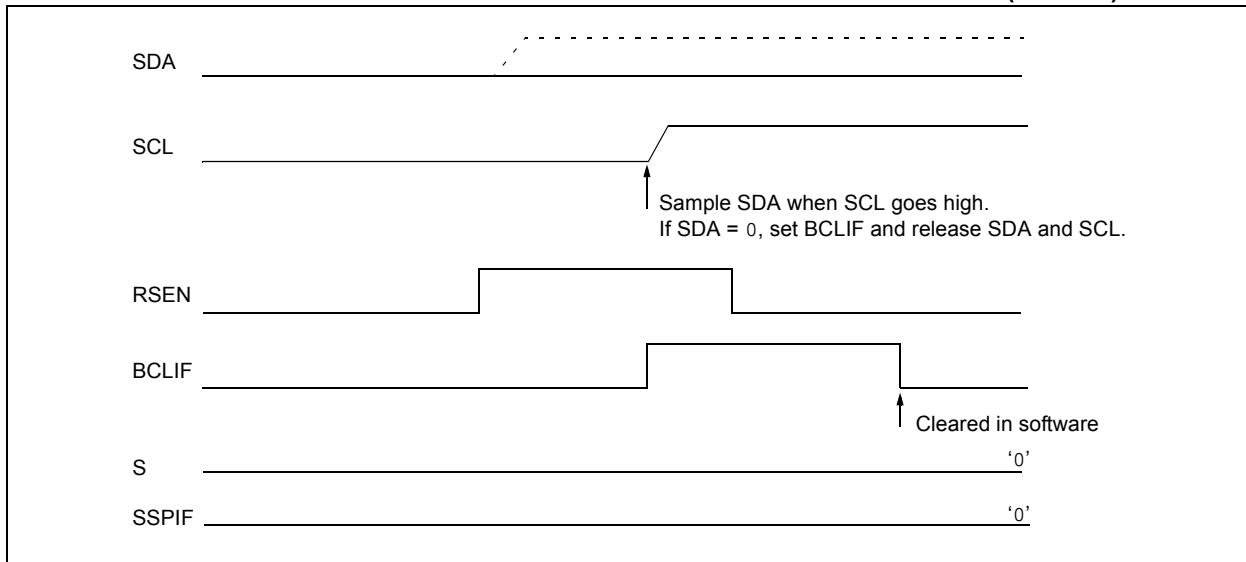 SDA
SCL
Sample SDA when SCL goes high.
If SDA = 0, set BCLIF and release SDA and SCL.
RSEN
BCLIF
Cleared in software
S
‘0’
SSPIF
‘0’